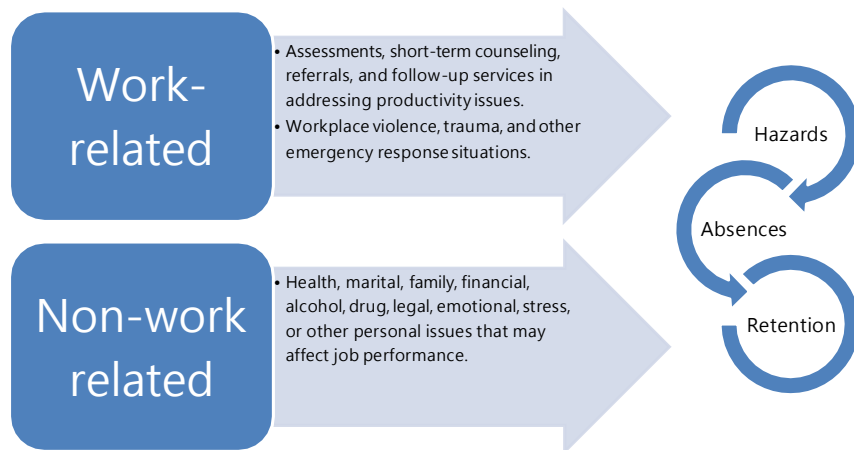 Work-
related
• Assessments, short-term counseling,
referrals, and follow-up services in
addressing productivity issues.
• Workplace violence, trauma, and other
emergency response situations.
Non-work
related
• Health, marital, family, financial,
alcohol, drug, legal, emotional, stress,
or other personal issues that may
affect job performance.
Hazards
Absences
Retention